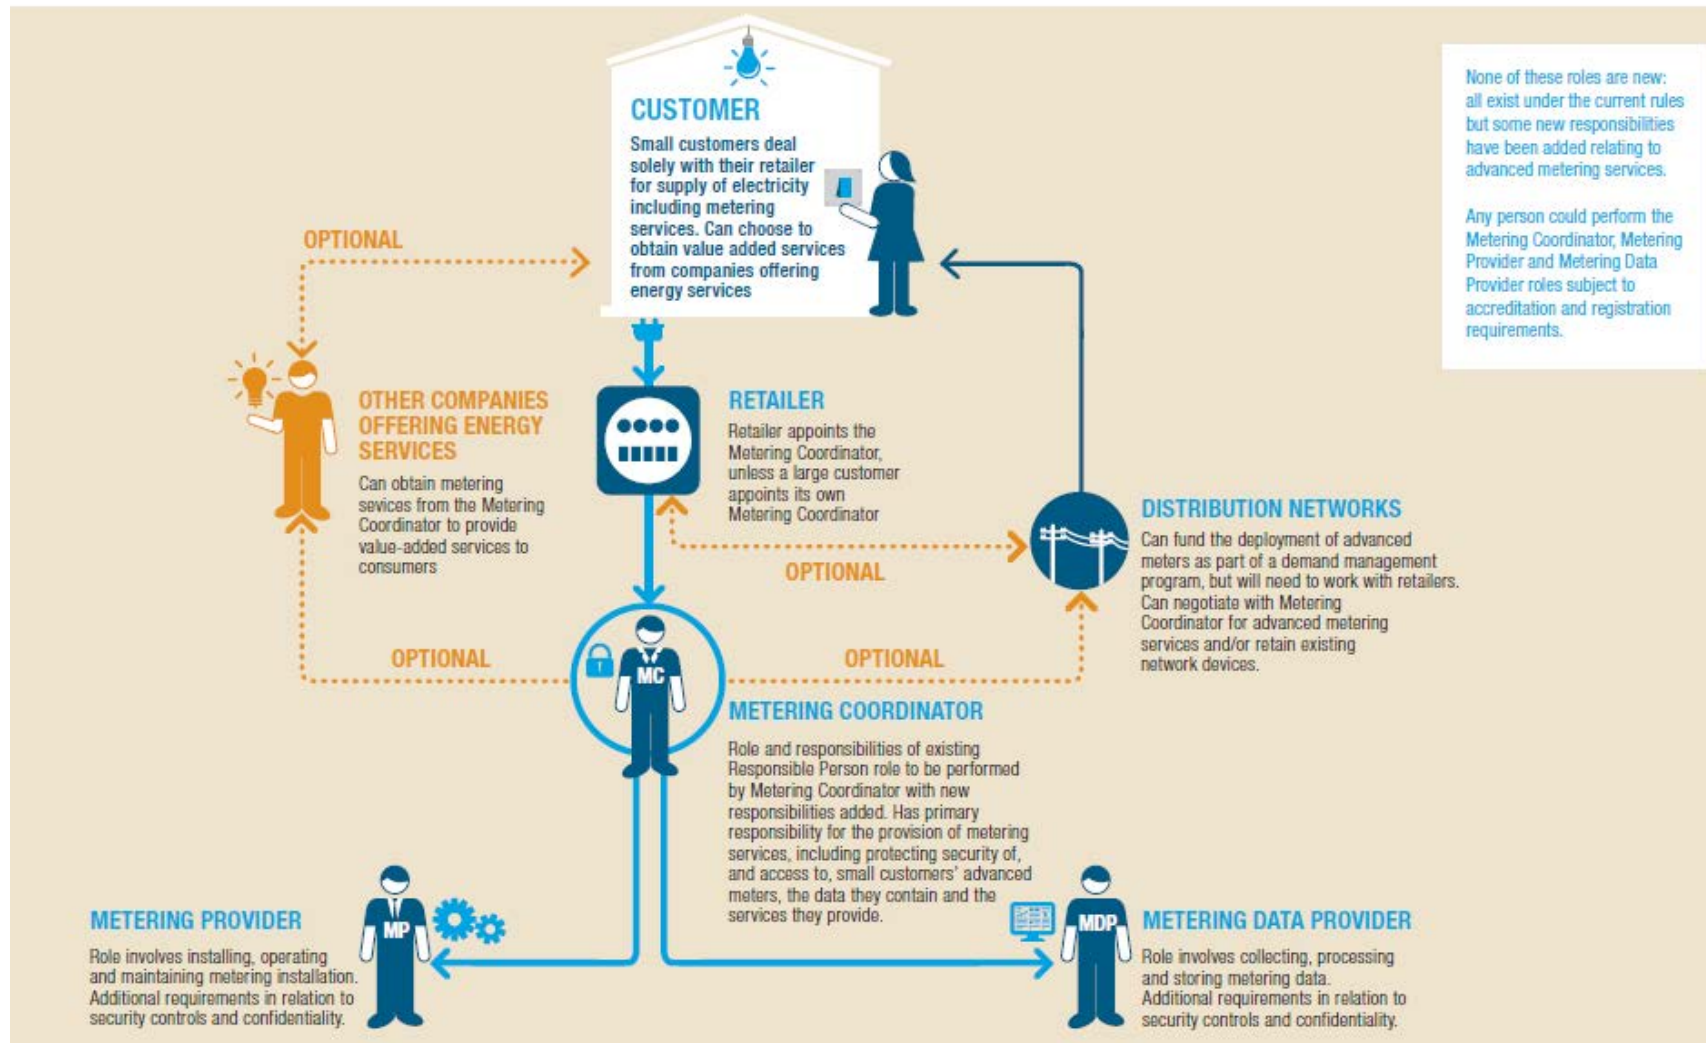 CUSTOMER
Small customers deal
solely with their retailer
for supply of electricity
including metering
services. Can choose to
obtain value added services
from companies offering
energy services
None of these roles are new:
all exist under the current rules
but some new responsibilities
have been added relating to
advanced metering services.
Any person could perform the
Metering Coordinator, Metering
Provider and Metering Data
Provider roles subject to
accreditation and registration
requirements.
OPTIONAL
OTHER COMPANIES
OFFERING ENERGY
SERVICES
Can obtain metering
sevices from the Metering
Coordinator to provide
value-added services to
consumers
RETAILER
Retailer appoints the
Metering Coordinator,
unless a large customer
appoints its own
Metering Coordinator
OPTIONAL
DISTRIBUTION NETWORKS
Can fund the deployment of advanced
meters as part of a demand management
program, but will need to work with retailers.
Can negotiate with Metering
Coordinator for advanced metering
services and/or retain existing
network devices.
OPTIONAL
OPTIONAL
MC
METERING COORDINATOR
Role and responsibilities of existing
Responsible Person role to be performed
by Metering Coordinator with new
responsibilities added. Has primary
responsibility for the provision of metering
services, including protecting security of,
and access to, small customers' advanced
meters, the data they contain and the
services they provide.
METERING PROVIDER
Role involves installing, operating
and maintaining metering installation.
Additional requirements in relation to
security controls and confidentiality.
MP
MDP
METERING DATA PROVIDER
Role involves collecting, processing
and storing metering data.
Additional requirements in relation to
security controls and confidentiality.